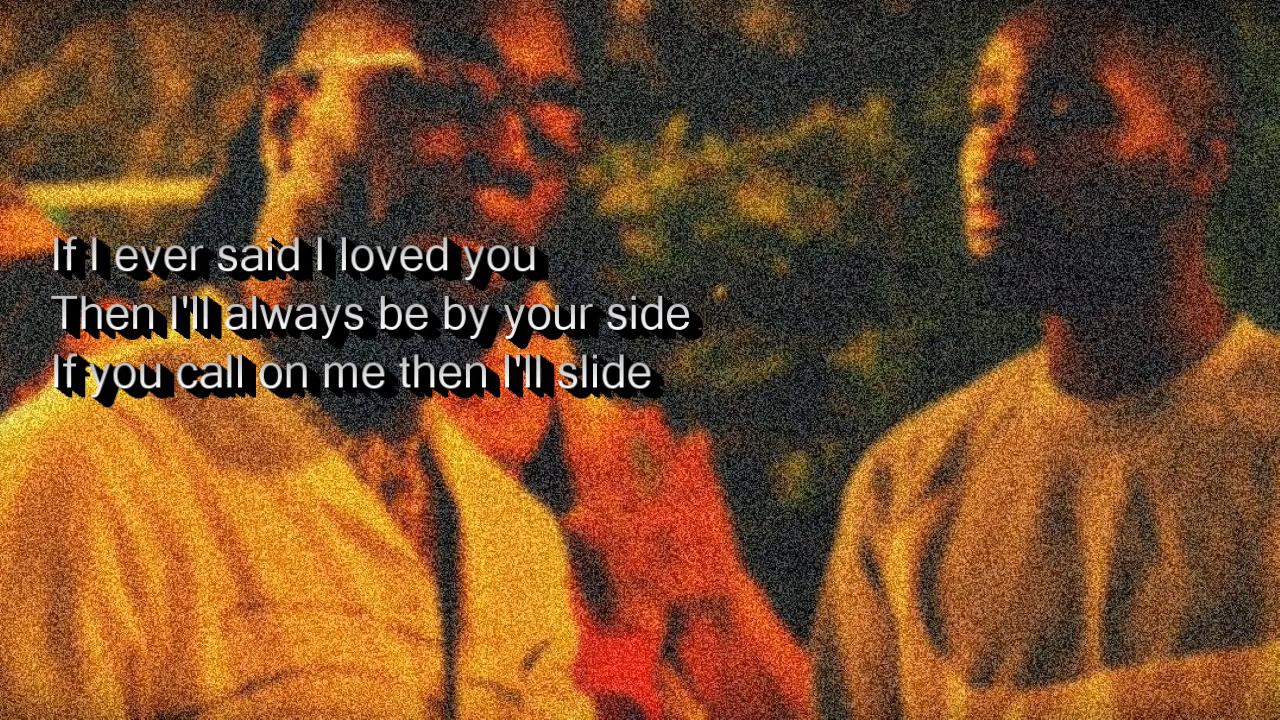 If I ever said I loved you
Then I'll always be by your side
If you call on me then I'll slide